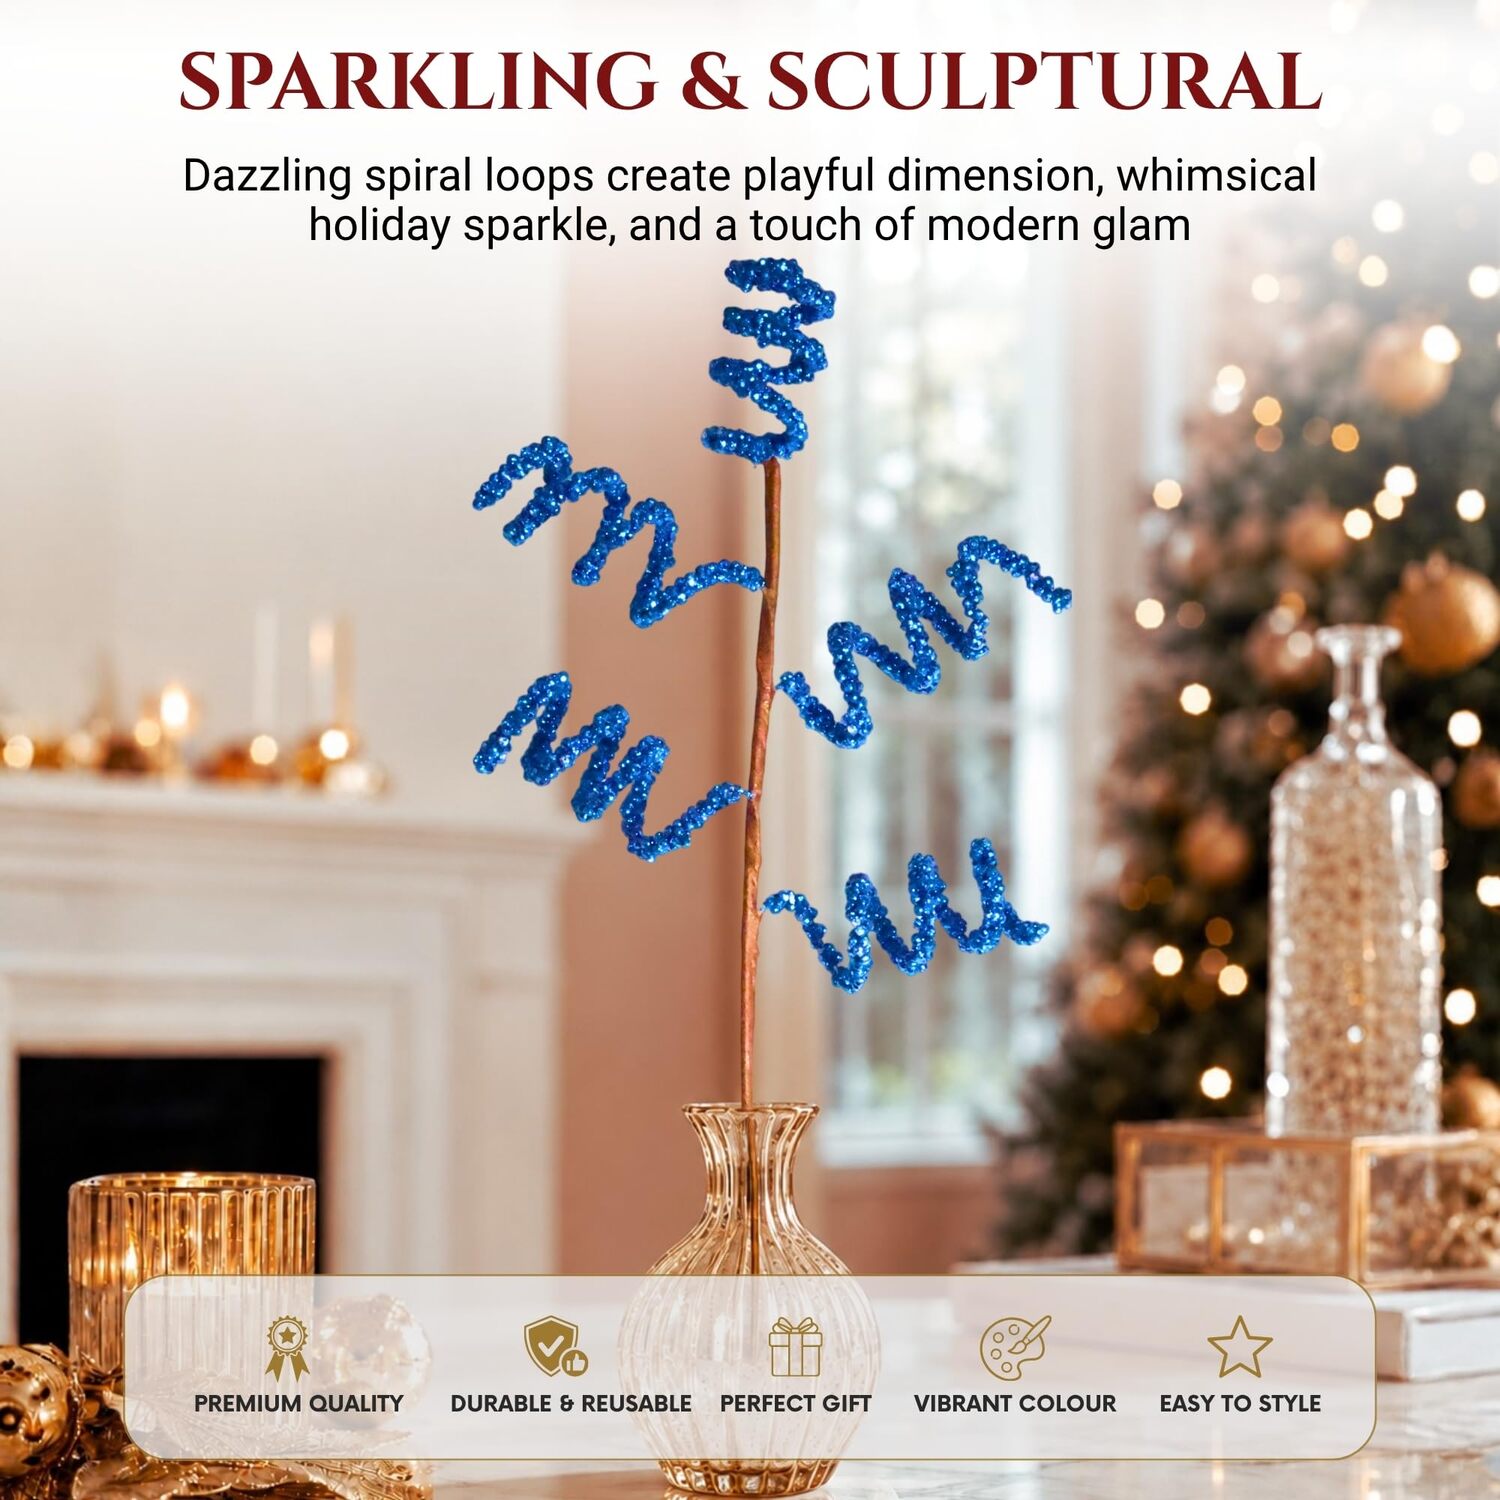 SPARKLING & SCULPTURAL
Dazzling spiral loops create playful dimension, whimsical
holiday sparkle, and a touch of modern glam
PREMIUM QUALITY
DURABLE & REUSABLE
PERFECT GIFT
VIBRANT COLOUR
EASY TO STYLE